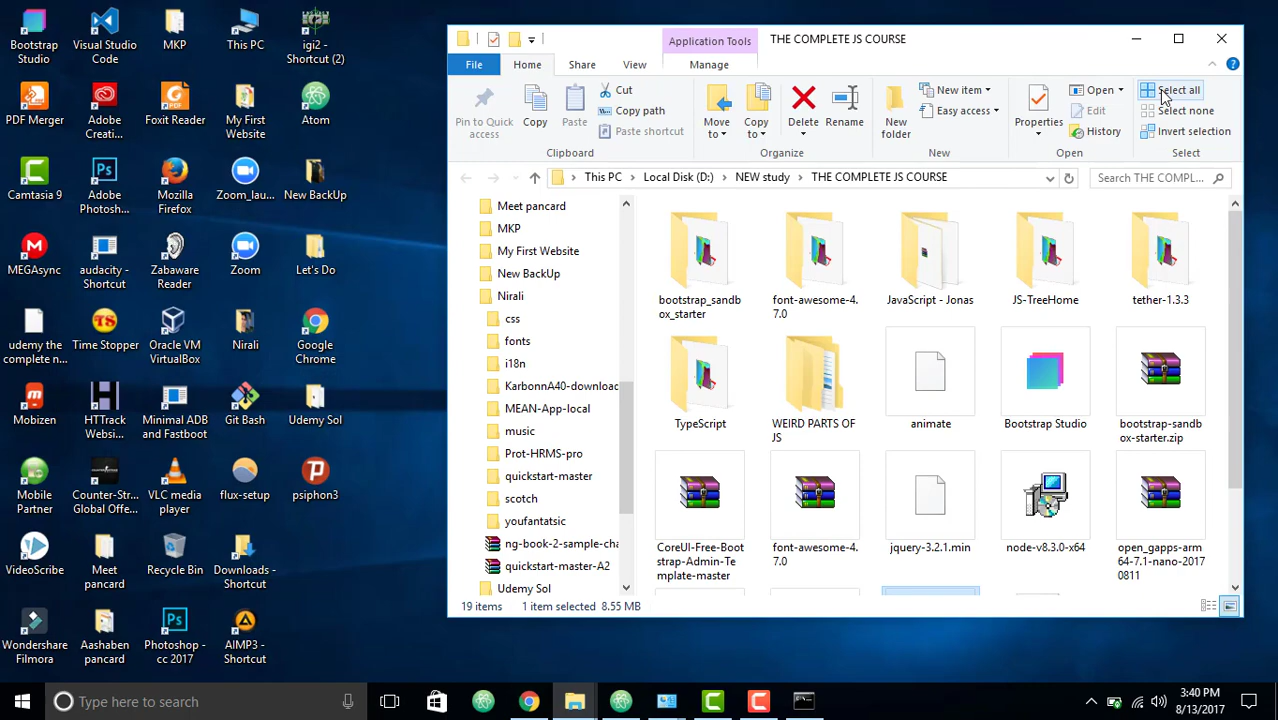 Bootstrap Studio
Visual Studio Code
MKP
This PC
igi2 - Shortcut (2)
PDF Merger
Adobe Creati...
Foxit Reader
My First Website
Atom
Camtasia 9
Adobe Photosh...
Mozilla Firefox
Zoom_lau...
New BackUp
MEGAsync
audacity - Shortcut
Zabaware Reader
Zoom
Let's Do
udemy the complete n...
Time Stopper
Oracle VM VirtualBox
Nirali
Google Chrome
Mobizen
HTTrack Websi...
Minimal ADB and Fastboot
Git Bash
Udemy Sol
Mobile Partner
Counter-Str... Global Offe...
VLC media player
flux-setup
psiphon3
VideoScribe
Meet pancard
Recycle Bin
Downloads - Shortcut
Wondershare Filmora
Aashaben pancard
Photoshop - cc 2017
AIMP3 - Shortcut
Application Tools
THE COMPLETE JS COURSE
File
Home
Share
View
Manage
Pin to Quick access
Copy
Paste
Cut
Copy path
Paste shortcut
Clipboard
Move to
Copy to
Delete
Rename
Organize
New folder
New item
Easy access
New
Properties
Open
Edit
History
Open
Select all
Select none
Invert selection
Select
This PC › Local Disk (D:) › NEW study › THE COMPLETE JS COURSE
Search THE COMPL...
Meet pancard
MKP
My First Website
New BackUp
Nirali
css
fonts
i18n
KarbonnA40-download
MEAN-App-local
music
Prot-HRMS-pro
quickstart-master
scotch
youfantatsic
ng-book-2-sample-cha
quickstart-master-A2
Udemy Sol
bootstrap_sandbox_starter
font-awesome-4.7.0
JavaScript - Jonas
JS-TreeHome
tether-1.3.3
TypeScript
WEIRD PARTS OF JS
animate
Bootstrap Studio
bootstrap-sandbox-starter.zip
CoreUI-Free-Bootstrap-Admin-Template-master
font-awesome-4.7.0
jquery-3.2.1.min
node-v8.3.0-x64
open_gapps-arm64-7.1-nano-20170811
19 items
1 item selected 8.55 MB
Type here to search
3:40 PM
8/13/2017